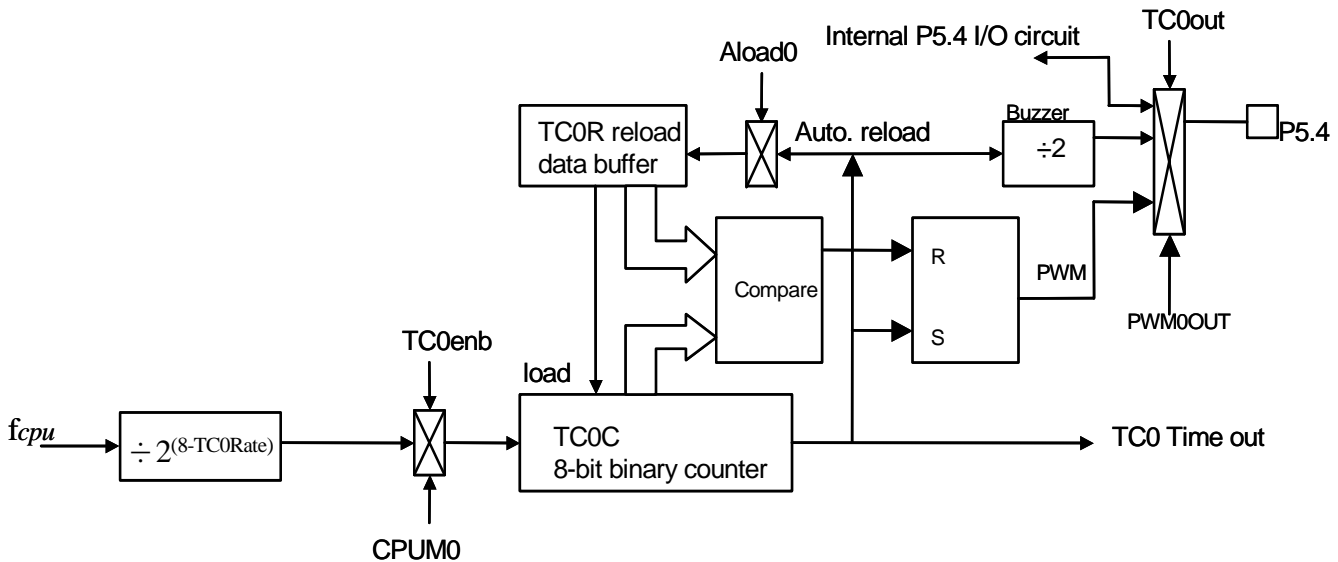 TC0out
Internal P5.4 I/O circuit
Aload0
Buzzer
TC0R reload
data buffer
Auto. reload
÷2
P5.4
R
PWM
Compare
S
PWM0OUT
TC0enb
load
fcpu
÷ 2(8-TC0Rate)
TC0C
8-bit binary counter
TC0 Time out
CPUM0